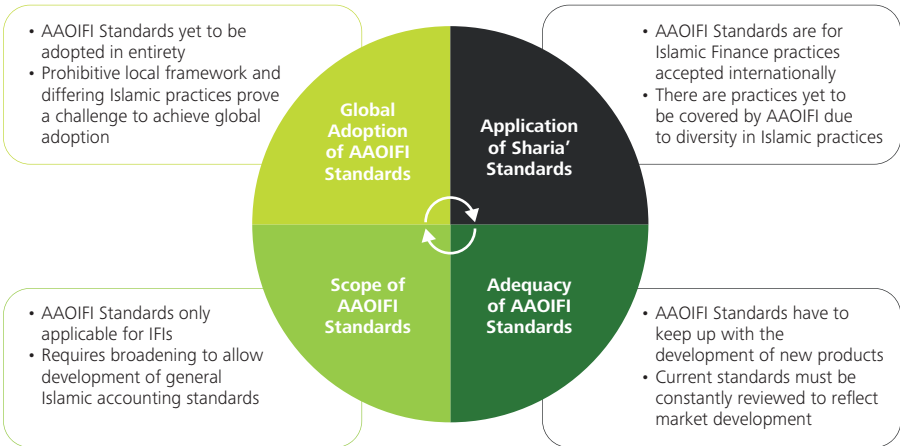 • AAOIFI Standards yet to be
adopted in entirety
• Prohibitive local framework and
differing Islamic practices prove
a challenge to achieve global
adoption
Global
Adoption
of AAOIFI
Standards
Application
of Sharia'
Standards
• AAOIFI Standards are for
Islamic Finance practices
accepted internationally
• There are practices yet to
be covered by AAOIFI due
to diversity in Islamic practices
• AAOIFI Standards only
applicable for IFIs
• Requires broadening to allow
development of general
Islamic accounting standards
Scope of
AAOIFI
Standards
Adequacy
of AAOIFI
Standards
• AAOIFI Standards have to
keep up with the
development of new products
• Current standards must be
constantly reviewed to reflect
market development